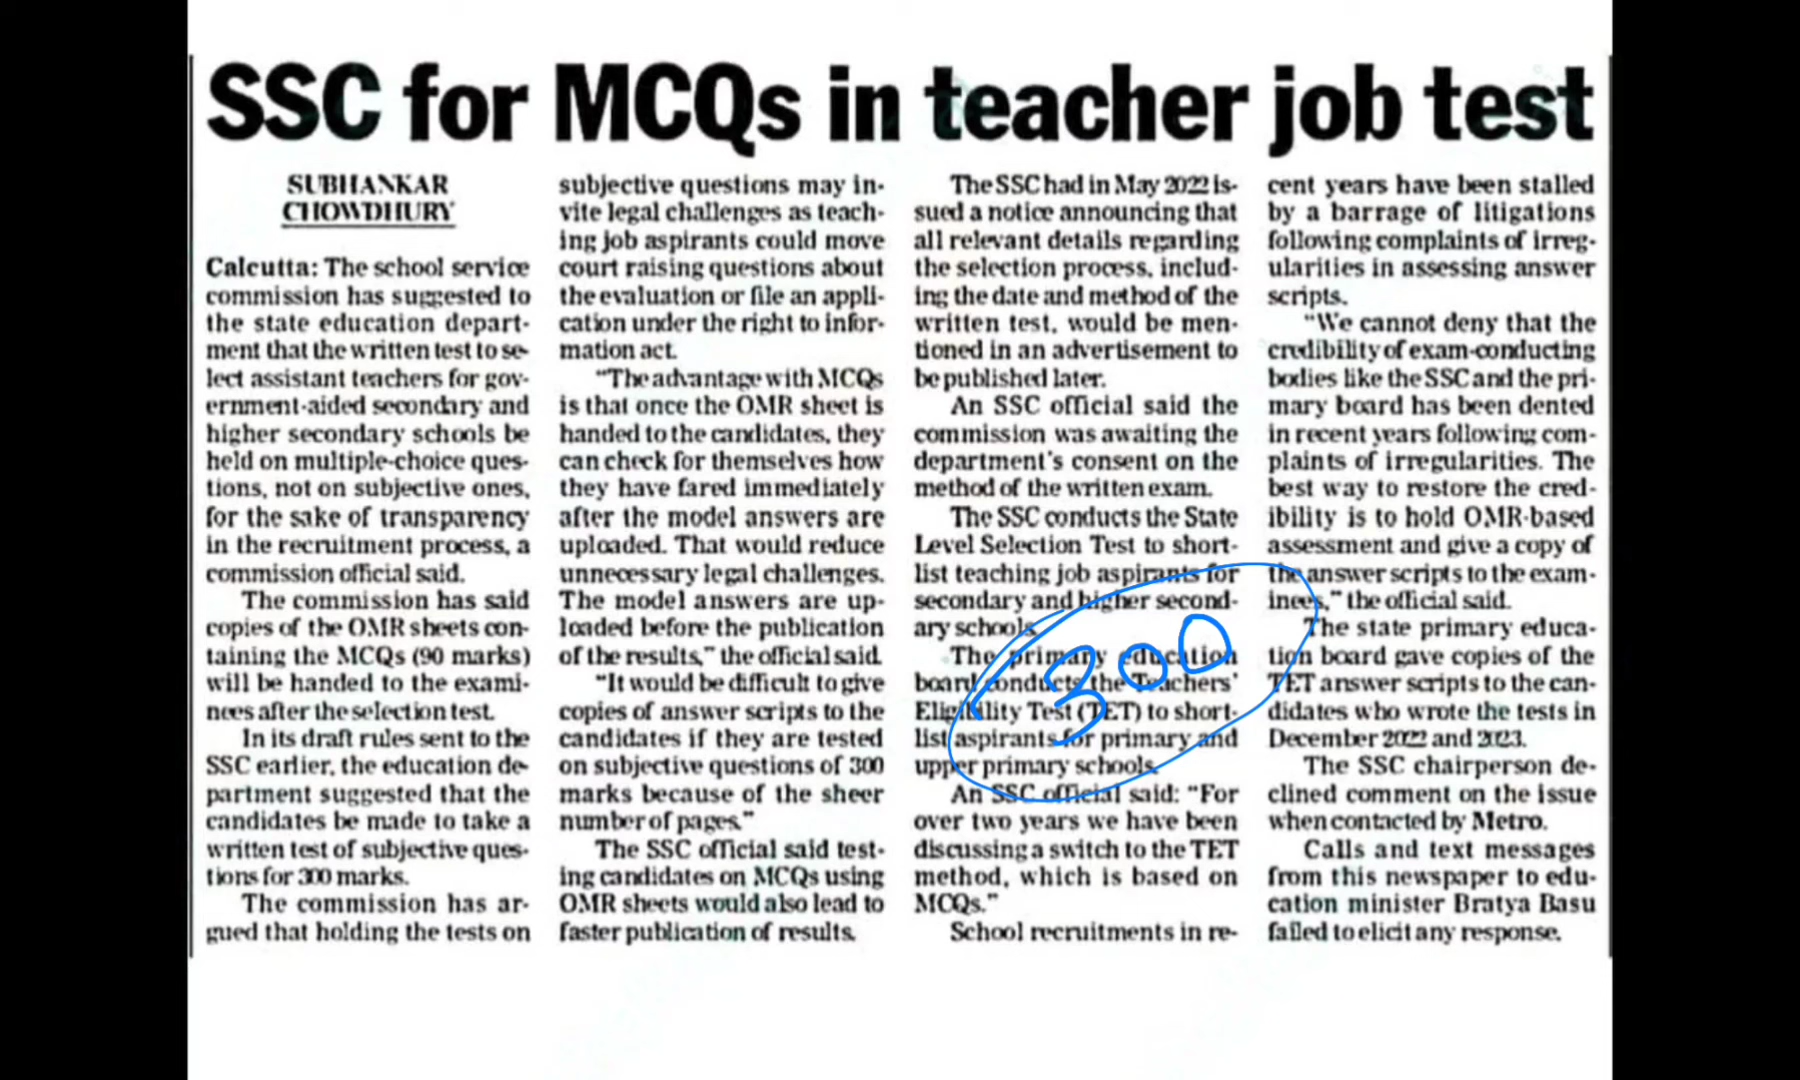 SSC for MCQs in teacher job test
SUBHANKAR
CHOWDHURY
Calcutta: The school service
commission has suggested to
the state education depart-
ment that the written test to se-
lect assistant teachers for gov-
ernment-aided secondary and
higher secondary schools be
held on multiple-choice ques-
tions, not on subjective ones,
for the sake of transparency
in the recruitment process, a
commission official said.
The commission has said
copies of the OMR sheets con-
taining the MCQs (90 marks)
will be handed to the exami-
nees after the selection test.
In its draft rules sent to the
SSC earlier, the education de-
partment suggested that the
candidates be made to take a
written test of subjective ques-
tions for 300 marks.
The commission has ar-
gued that holding the tests on
subjective questions may in-
vite legal challenges as teach-
ing job aspirants could move
court raising questions about
the evaluation or file an appli-
cation under the right to infor-
mation act.
"The advantage with MCQs
is that once the OMR sheet is
handed to the candidates, they
can check for themselves how
they have fared immediately
after the model answers are
uploaded. That would reduce
unnecessary legal challenges.
The model answers are up-
loaded before the publication
of the results," the official said.
"It would be difficult to give
copies of answer scripts to the
candidates if they are tested
on subjective questions of 300
marks because of the sheer
number of pages."
The SSC official said test-
ing candidates on MCQs using
OMR sheets would also lead to
faster publication of results.
The SSC had in May 2022 is-
sued a notice announcing that
all relevant details regarding
the selection process, includ-
ing the date and method of the
written test, would be men-
tioned in an advertisement to
be published later.
An SSC official said the
commission was awaiting the
department's consent on the
method of the written exam.
The SSC conducts the State
Level Selection Test to short-
list teaching job aspirants for
secondary and higher second-
ary schools.
The primary education
board conducts the Teachers'
Eligibility Test (TET) to short-
list aspirants for primary and
upper primary schools.
300
An SSC official said: "For
over two years we have been
discussing a switch to the TET
method, which is based on
MCQs."
School recruitments in re-
cent years have been stalled
by a barrage of litigations
following complaints of irreg-
ularities in assessing answer
scripts.
"We cannot deny that the
credibility of exam-conducting
bodies like the SSC and the pri-
mary board has been dented
in recent years following com-
plaints of irregularities. The
best way to restore the cred-
ibility is to hold OMR-based
assessment and give a copy of
the answer scripts to the exam-
inees," the official said.
The state primary educa-
tion board gave copies of the
TET answer scripts to the can-
didates who wrote the tests in
December 2022 and 2023.
The SSC chairperson de-
clined comment on the issue
when contacted by Metro.
Calls and text messages
from this newspaper to edu-
cation minister Bratya Basu
failed to elicit any response.